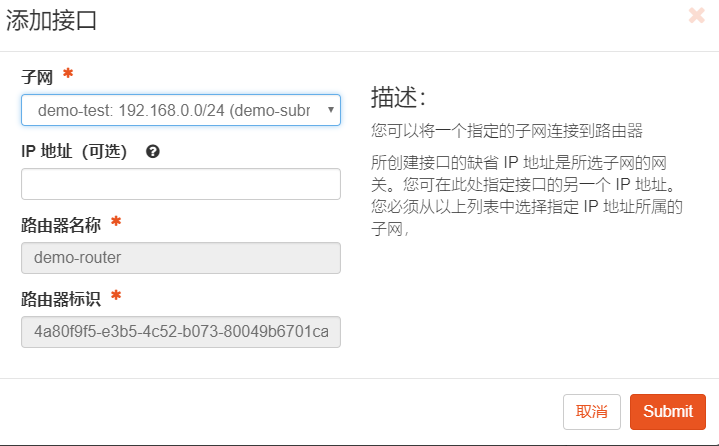 添加接口
子网 *
demo-test: 192.168.0.0/24 (demo-subr
IP 地址（可选）
路由器名称 *
demo-router
路由器标识 *
4a80f9f5-e3b5-4c52-b073-80049b6701ca
描述：
您可以将一个指定的子网连接到路由器
所创建接口的缺省 IP 地址是所选子网的网
关。您可在此处指定接口的另一个 IP 地址。
您必须从以上列表中选择指定 IP 地址所属的
子网，
取消
Submit